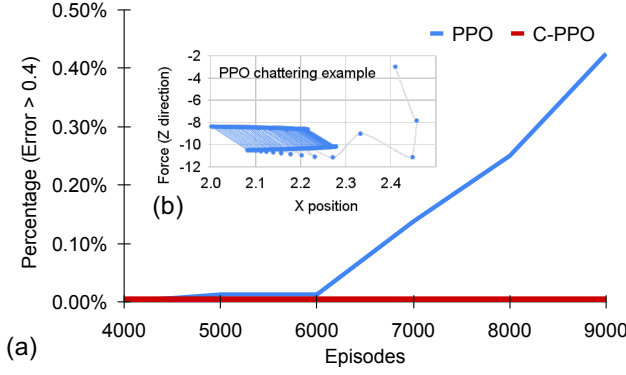 PPO C-PPO
0.50%
0.40%
0.30%
0.20%
0.10%
0.00%
Percentage (Error > 0.4)
4000 5000 6000 7000 8000 9000
Episodes
(a)
PPO chattering example
-2
-4
-6
-8
-10
-12
Force (Z direction)
2.0 2.1 2.2 2.3 2.4
X position
(b)